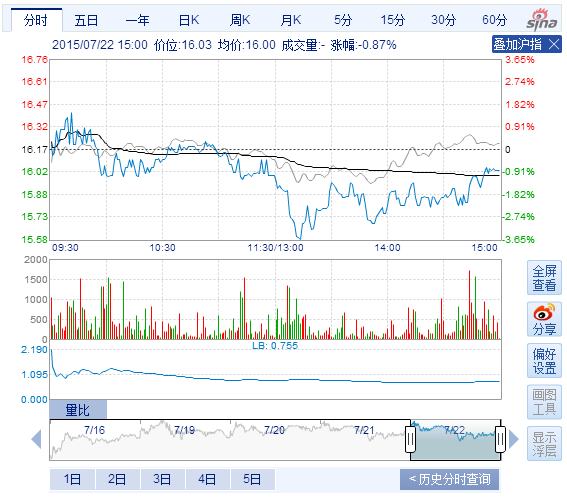 分时 五日 一年 日K 周K 月K 5分 15分 30分 60分 sina
2015/07/22 15:00 价位:16.03 均价:16.00 成交量:- 涨幅:-0.87% 叠加沪指
16.76 3.65%
16.61 2.74%
16.47 1.82%
16.32 0.91%
16.17 0
16.02 -0.91%
15.88 -1.82%
15.73 -2.74%
15.58 -3.65%
09:30 10:30 11:30/13:00 14:00 15:00
2000
1500
1000
500
0
LB: 0.755
2.190
1.095
0.000
全屏
查看
分享
偏好
设置
画图
工具
显示
浮层
量比
7/16 7/19 7/20 7/21 7/22
1日 2日 3日 4日 5日 <历史分时查询